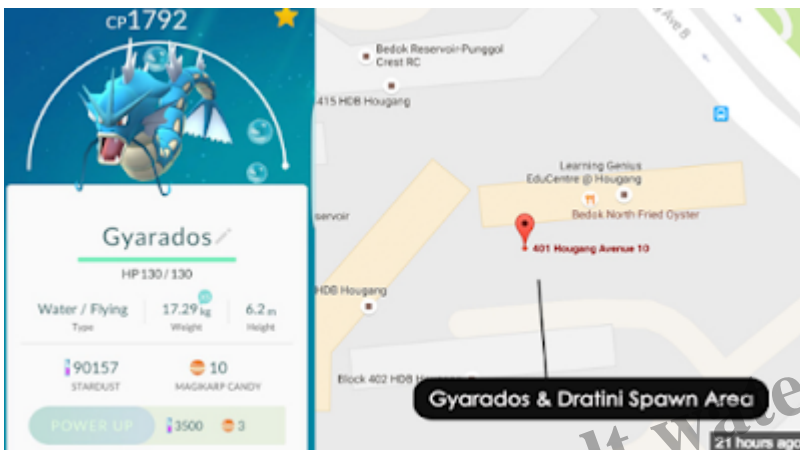 CP1792
Gyarados
HP 130 / 130
Water / Flying
Type
17.29 kg
Weight
6.2 m
Height
90157
STARDUST
10
MAGIKARP CANDY
POWER UP
3500
3
Ave 8
Bedok Reservoir-Punggol
Crest RC
415 HDB Hougang
Learning Genius
EduCentre @ Hougang
Bedok North Fried Oyster
401 Hougang Avenue 10
HDB Hougang
Block 402 HDB
Gyarados & Dratini Spawn Area
21 hours ago